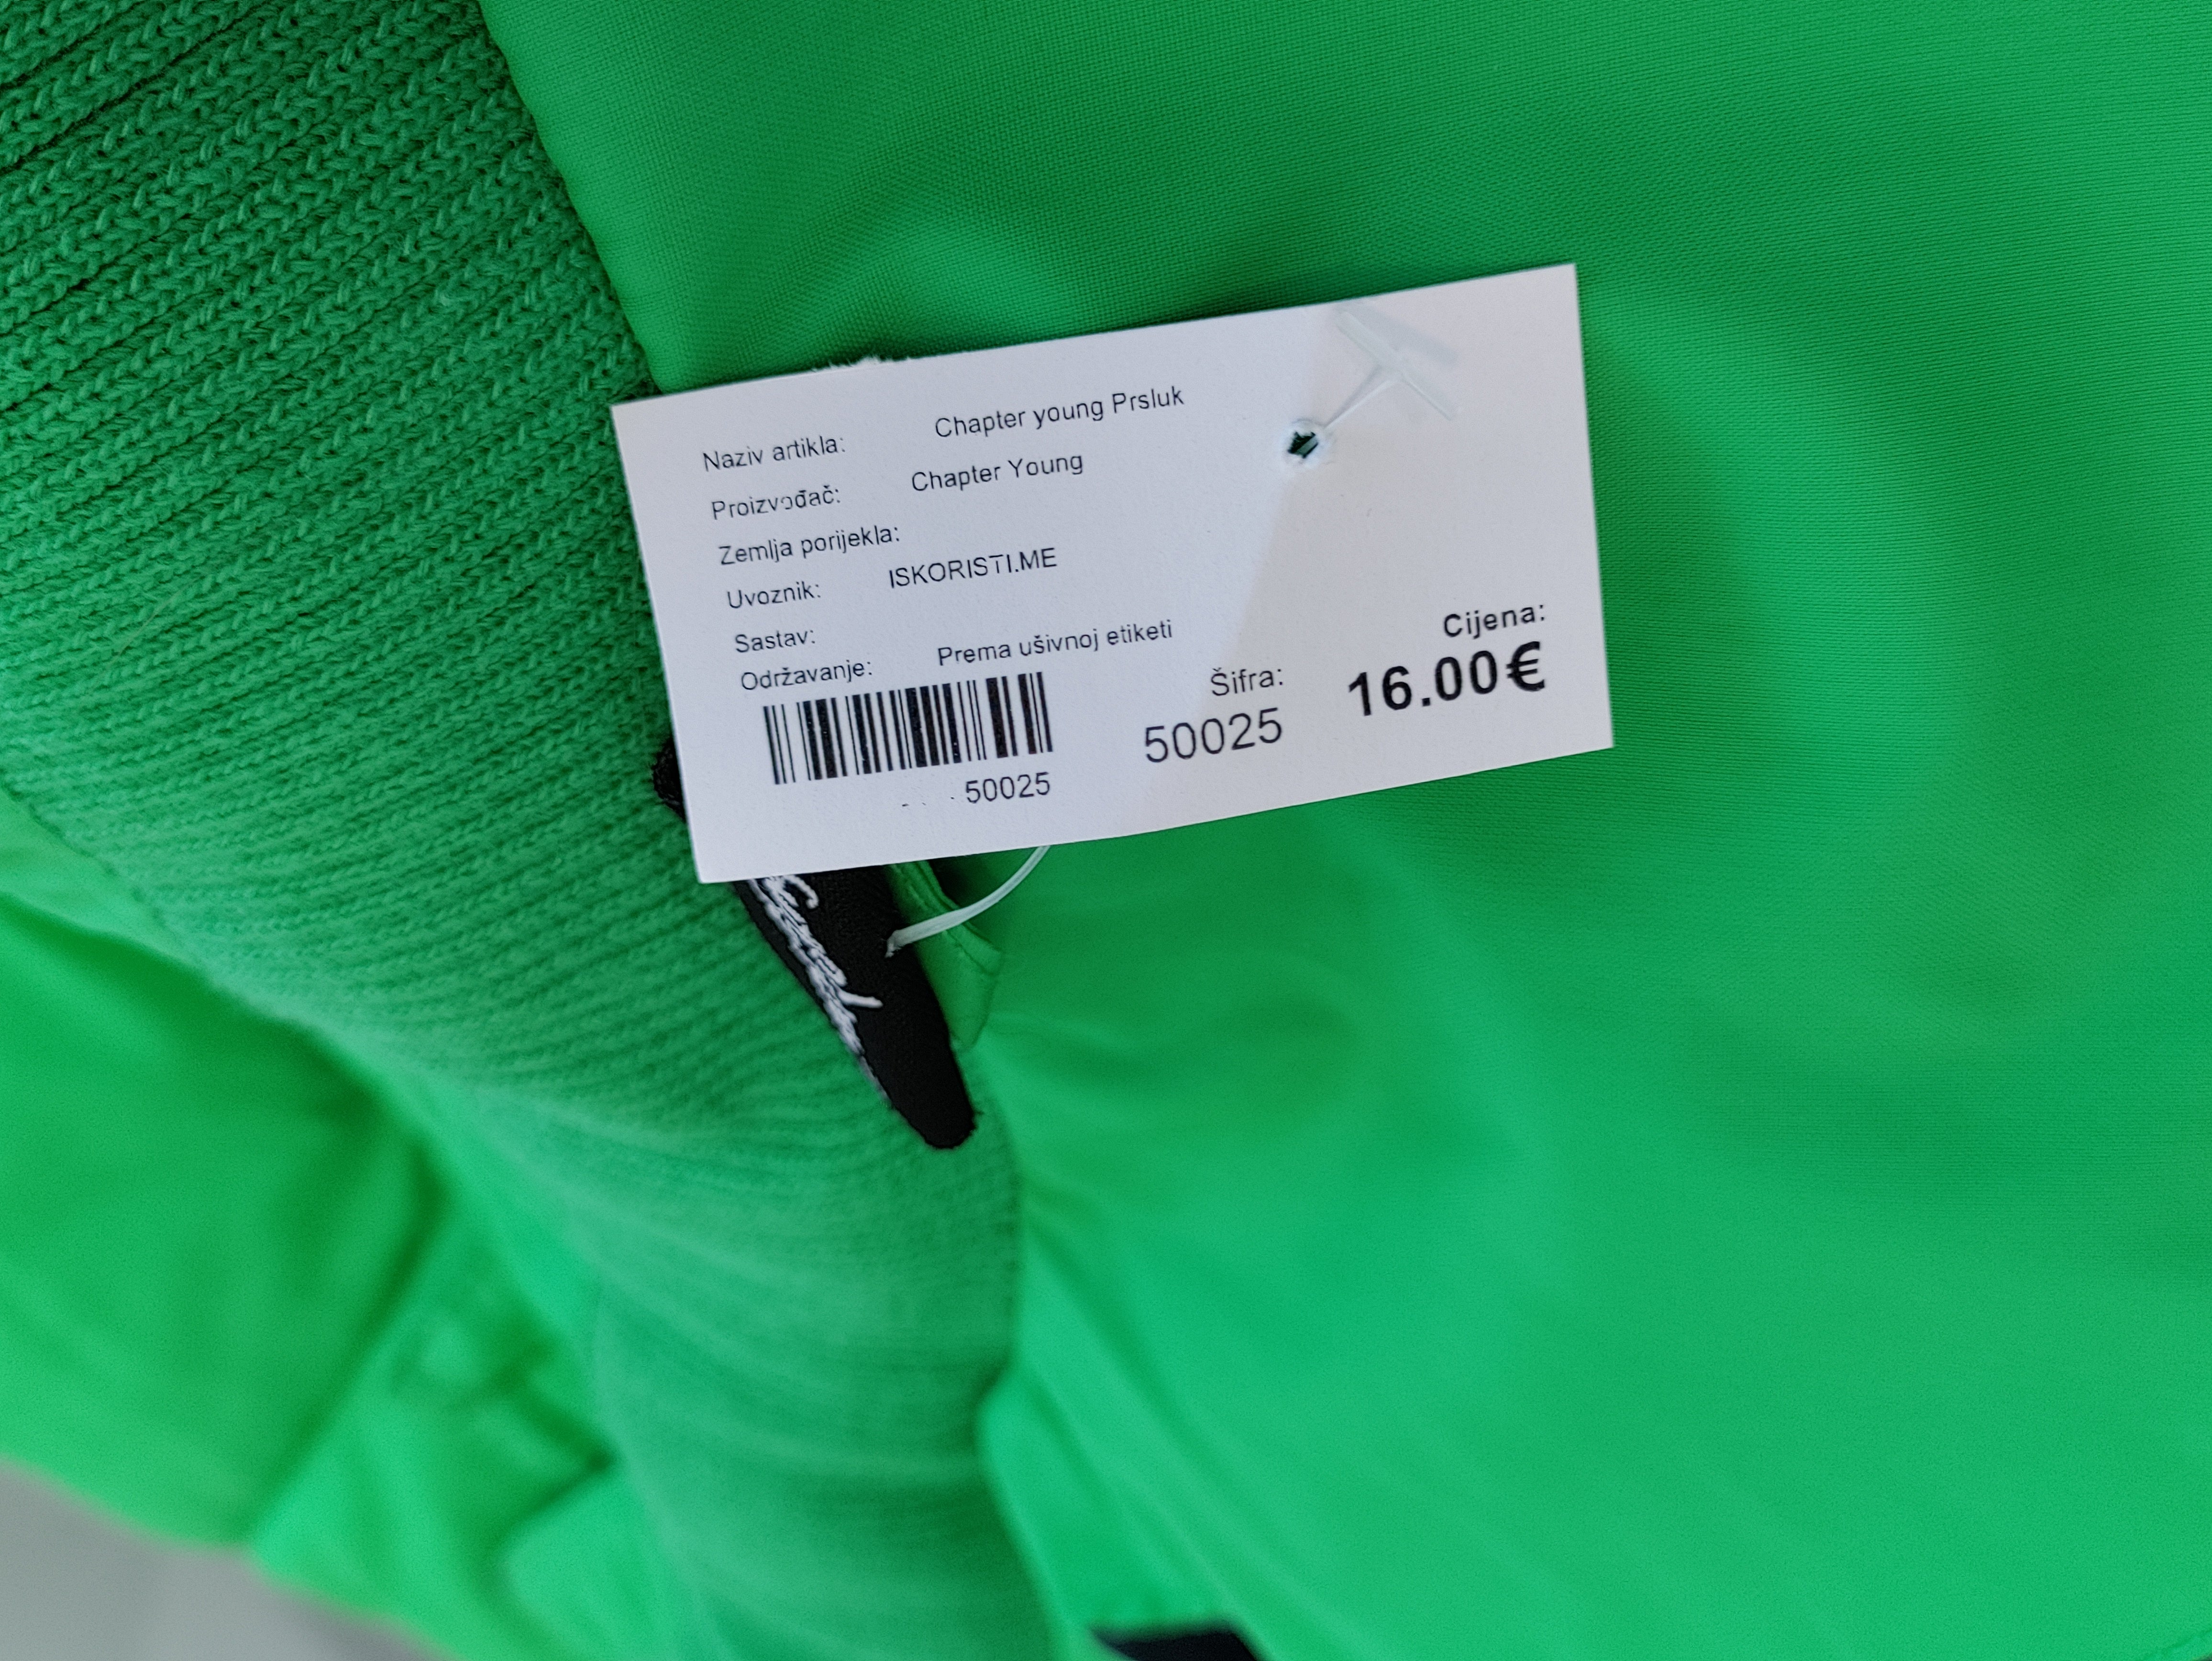 Naziv artikla: Chapter young Prsluk
Proizvođač: Chapter Young
Zemlja porijekla:
Uvoznik: ISKORISTI.ME
Sastav:
Održavanje: Prema ušivnoj etiketi
50025
Šifra:
50025
Cijena:
16.00€